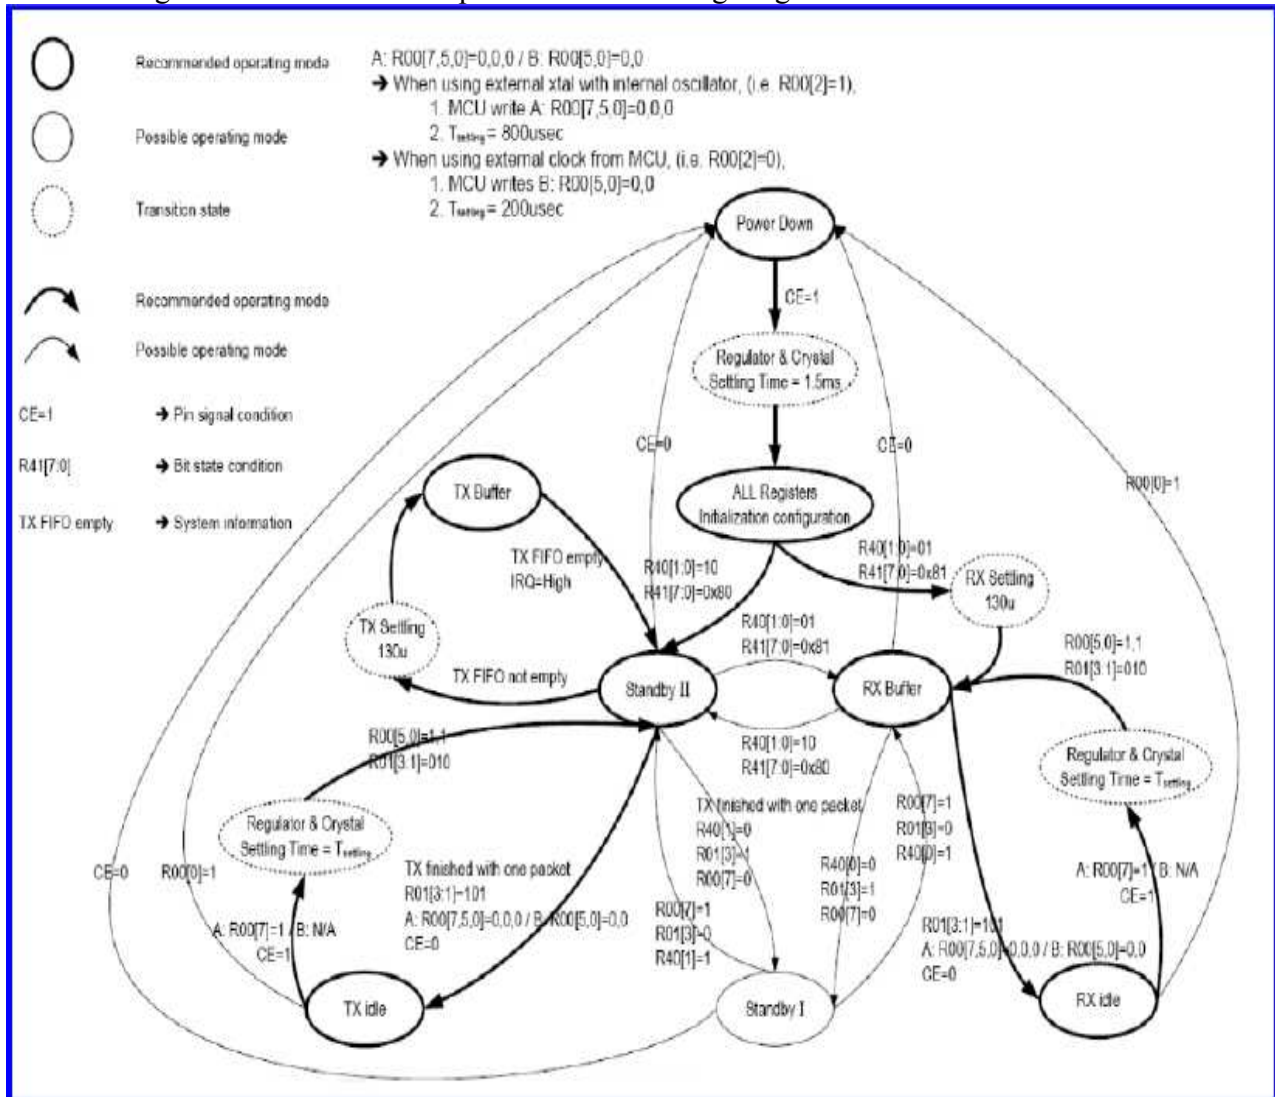 Recommended operating mode
Possible operating mode
Transition state
Recommended operating mode
Possible operating mode
CE=1 ➔ Pin signal condition
R41[7:0] ➔ Bit state condition
TX FIFO empty ➔ System information
A: R00[7,5,0]=0,0,0 / B: R00[5,0]=0,0
➔ When using external xtal with internal oscillator, (i.e. R00[2]=1),
1. MCU write A: R00[7,5,0]=0,0,0
2. Tsettling = 800usec
➔ When using external clock from MCU, (i.e. R00[2]=0),
1. MCU writes B: R00[5,0]=0,0
2. Tsettling = 200usec
Power Down
CE=1
Regulator & Crystal
Settling Time = 1.5ms
CE=0
CE=0
R00[0]=1
ALL Registers
Initialization configuration
TX Buffer
TX FIFO empty
IRQ=High
R40[1:0]=10
R41[7:0]=0x80
R40[1:0]=01
R41[7:0]=0x81
RX Settling
130u
TX Settling
130u
TX FIFO not empty
R40[1:0]=01
R41[7:0]=0x81
Standby II
RX Buffer
R00[5,0]=1,1
R01[3:1]=010
R40[1:0]=10
R41[7:0]=0x80
R00[5,0]=1,1
R01[3:1]=010
Regulator & Crystal
Settling Time = Tsettling
Regulator & Crystal
Settling Time = Tsettling
TX finished with one packet
R40[1]=0
R01[3]=1
R00[7]=0
R00[7]=1
R01[3]=0
R40[0]=1
CE=0
R00[0]=1
TX finished with one packet
R01[3:1]=101
A: R00[7,5,0]=0,0,0 / B: R00[5,0]=0,0
CE=0
R40[0]=0
R01[3]=1
R00[7]=0
A: R00[7]=1 / B: N/A
CE=1
A: R00[7]=1 / B: N/A
CE=1
R00[7]=1
R01[3]=0
R40[1]=1
R01[3:1]=101
A: R00[7,5,0]=0,0,0 / B: R00[5,0]=0,0
CE=0
TX idle
Standby I
RX idle